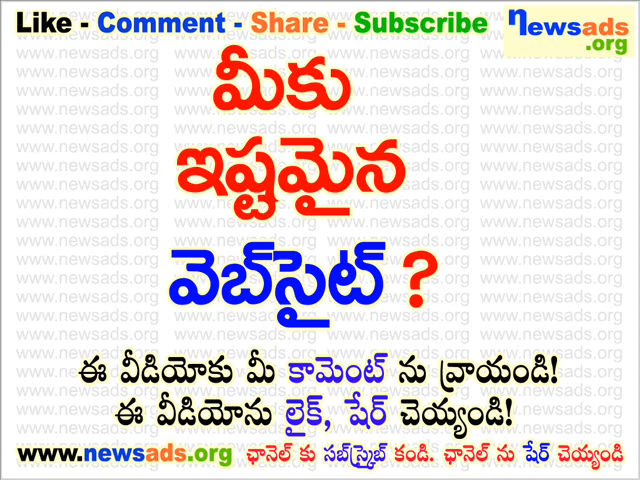 Like - Comment - Share - Subscribe
newsads
.org
మీకు
ఇష్టమైన
వెబ్‌సైట్ ?
ఈ వీడియోకు మీ కామెంట్ ను వ్రాయండి!
ఈ వీడియోను లైక్, షేర్ చెయ్యండి!
www.newsads.org ఛానెల్ కు సబ్‌స్క్రైబ్ కండి. ఛానెల్ ను షేర్ చెయ్యండి